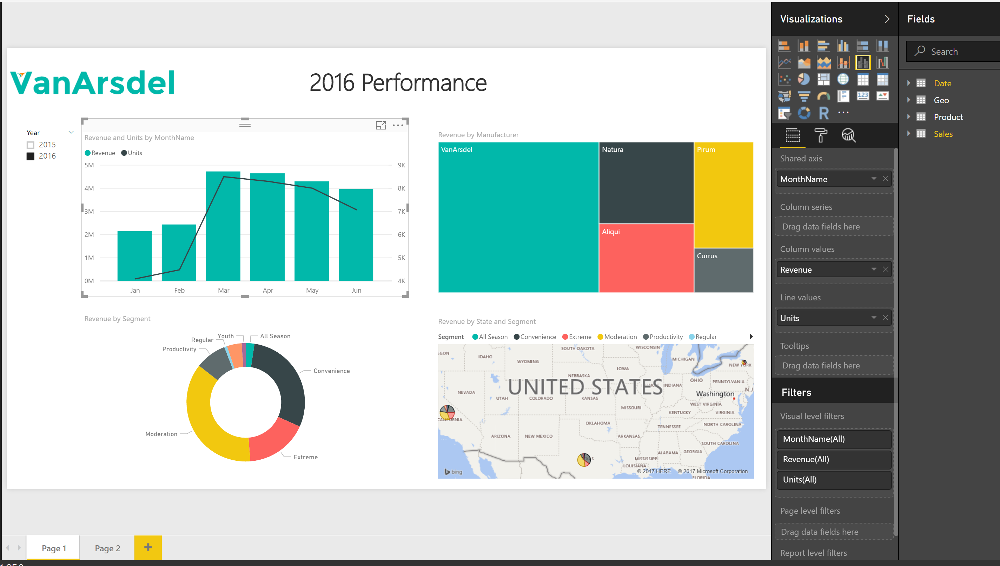 VanArsdel
2016 Performance
Year
2015
2016
Revenue and Units by MonthName
Revenue Units
5M
4M
3M
2M
1M
0M
9K
8K
7K
6K
5K
4K
Jan Feb Mar Apr May Jun
Revenue by Manufacturer
VanArsdel
Natura
Pirum
Aliqui
Currus
Revenue by Segment
Youth
All Season
Regular
Productivity
Convenience
Moderation
Extreme
Revenue by State and Segment
Segment All Season Convenience Extreme Moderation Productivity Regular
EGON
IDAHO
WYOMING
SOUTH DAKOTA
WISCONSIN
MICHIGAN
NEW YORK
IOWA
NEBRASKA
UNITED STATES
INDIANA
OHIO
PENNSYLVANIA
N.J.
NEVADA
UTAH
COLORADO
KANSAS
Washington
MISSOURI
WEST VIRGINIA
KENTUCKY
VIRGINIA
CALIFORNIA
OKLAHOMA
TENNESSEE
NORTH CAROLINA
ARIZONA
NEW MEXICO
ARKANSAS
SOUTH CAROLINA
ALABAMA
GEORGIA
MISSISSIPPI
LOUISIANA
bing
© 2017 HERE © 2017 Microsoft Corporation
FLORIDA
Page 1
Page 2
+
Visualizations
123
R
Shared axis
MonthName
Column series
Drag data fields here
Column values
Revenue
Line values
Units
Tooltips
Drag data fields here
Filters
Visual level filters
MonthName(All)
Revenue(All)
Units(All)
Page level filters
Drag data fields here
Report level filters
Fields
Search
Date
Geo
Product
Sales